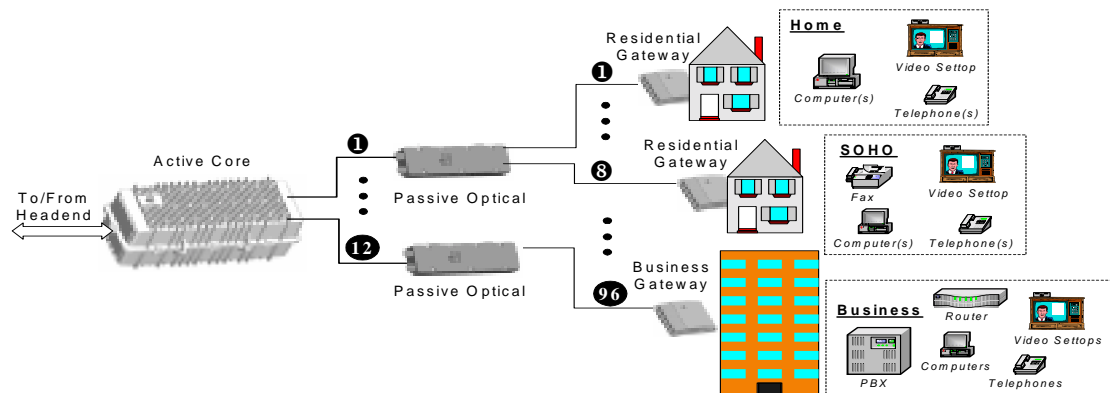 To/From
Headend
Active Core
1
12
Passive Optical
Passive Optical
Residential
Gateway
1
Residential
Gateway
8
Business
Gateway
96
Home
Video Settop
Computer(s)
Telephone(s)
SOHO
Fax
Video Settop
Computer(s)
Telephone(s)
Business
Router
Video Settops
PBX
Computers
Telephones